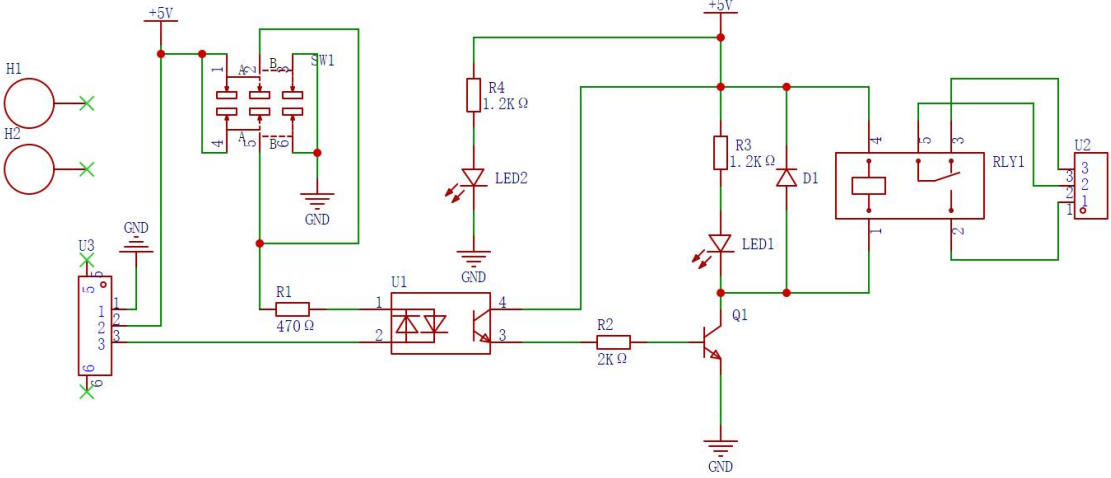 +5V
+5V
1
A
2
B
3
SW1
H1
H2
4
A
5
B
6
GND
R4
1.2KΩ
LED2
GND
R3
1.2KΩ
D1
LED1
4
5
3
RLY1
1
2
U2
3
3
2
2
1
1
GND
U3
5
5
1
1
2
2
3
3
6
6
R1
470Ω
U1
1
2
4
3
R2
2KΩ
Q1
GND